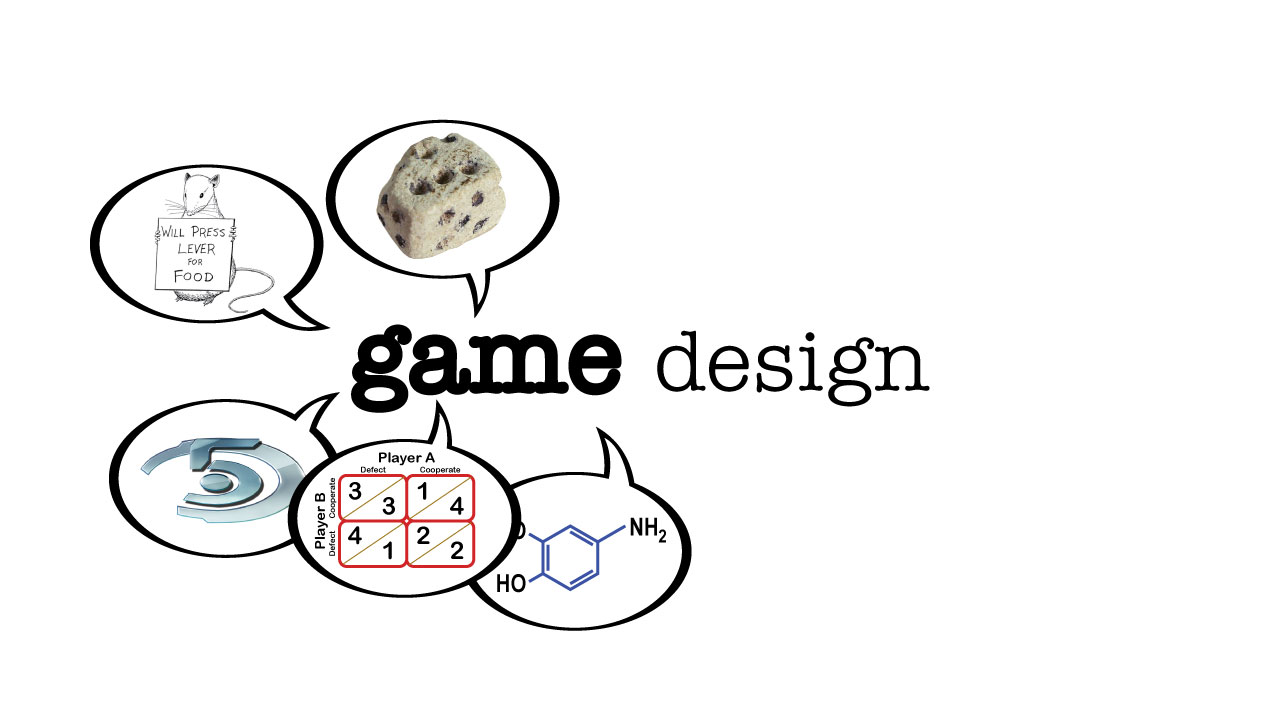 WILL PRESS
LEVER
FOR
FOOD
game design
Player A
Defect Cooperate
Player B
Cooperate
Defect
3 3 1 4
4 1 2 2
NH2
HO